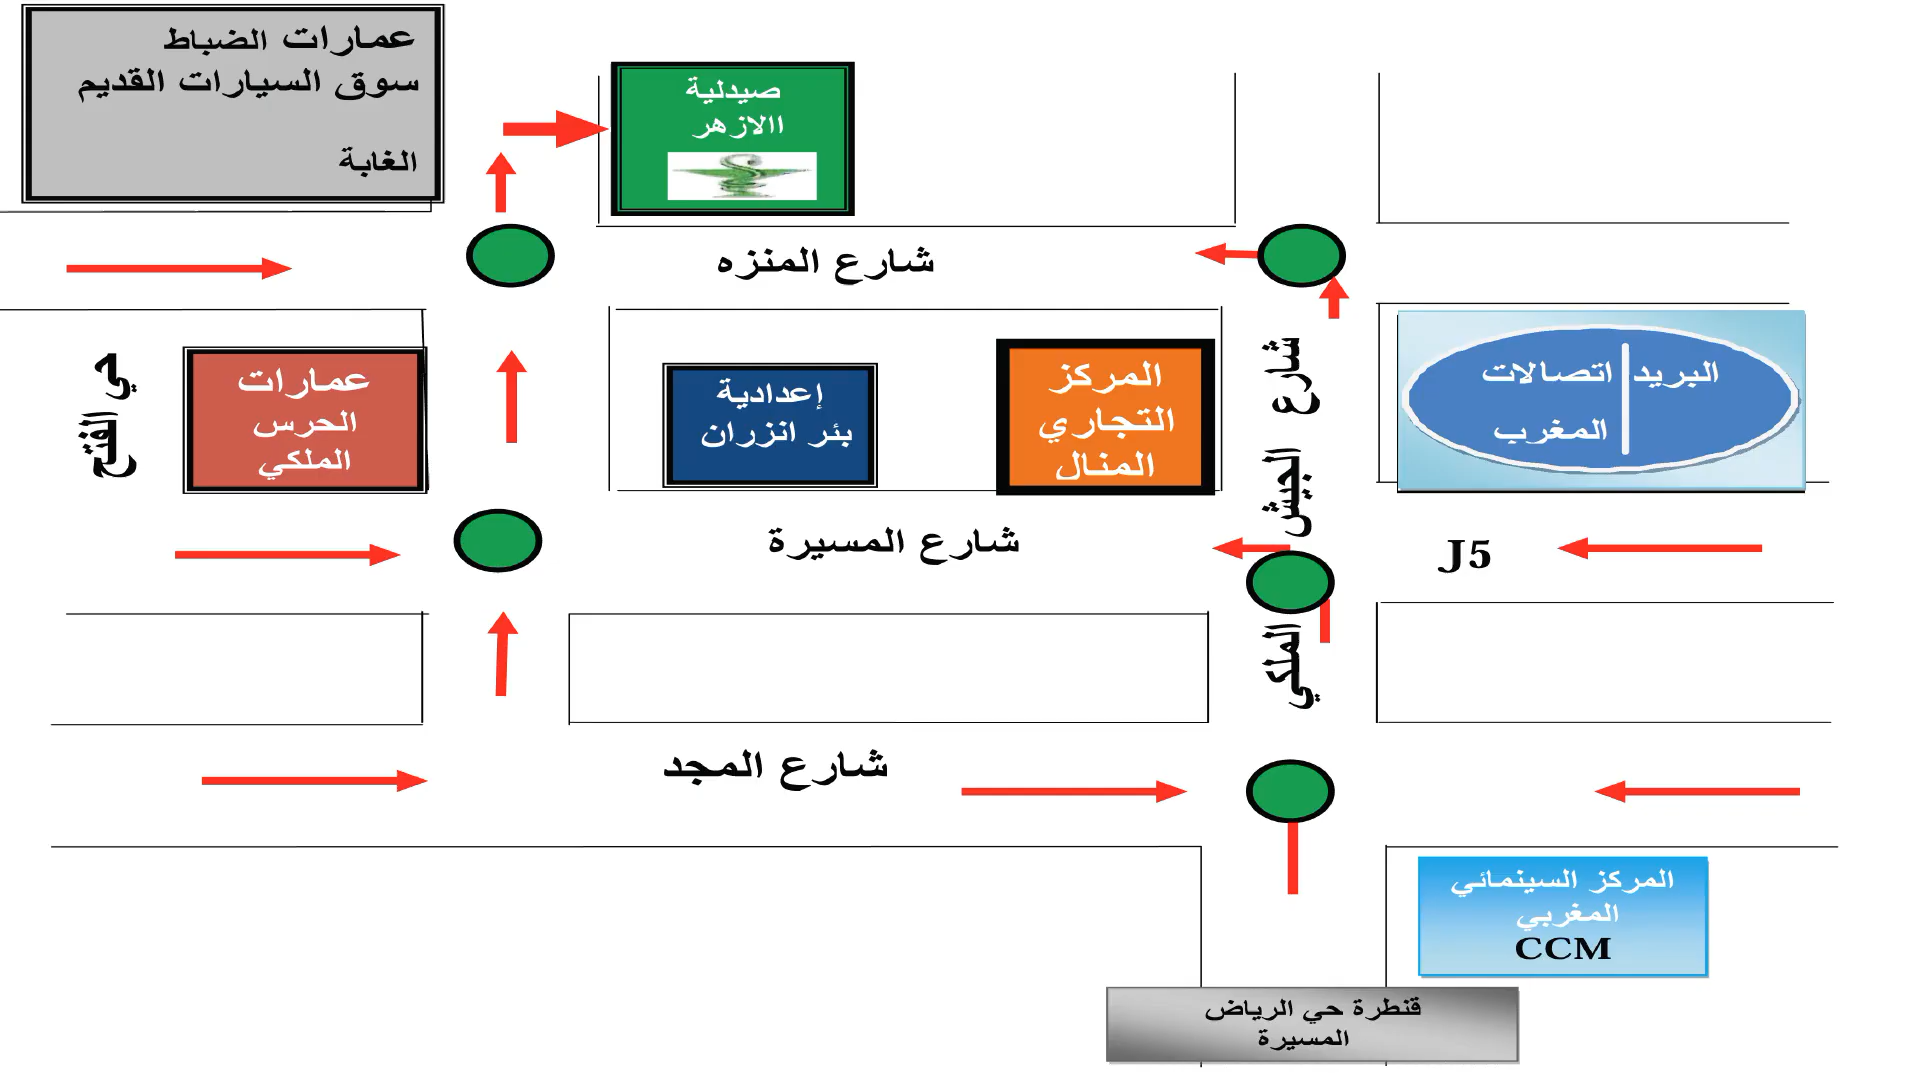 عمارات الضباط
سوق السيارات القديم
الغابة
صيدلية
االازهر
شارع المنزه
حي الفتح
عمارات
الحرس
الملكي
إعدادية
بئر انزران
المركز
التجاري
المنال
شارع الجيش الملكي
البريد
اتصالات
المغرب
شارع المسيرة
J5
شارع المجد
المركز السينمائي
المغربي
CCM
قنطرة حي الرياض
المسيرة